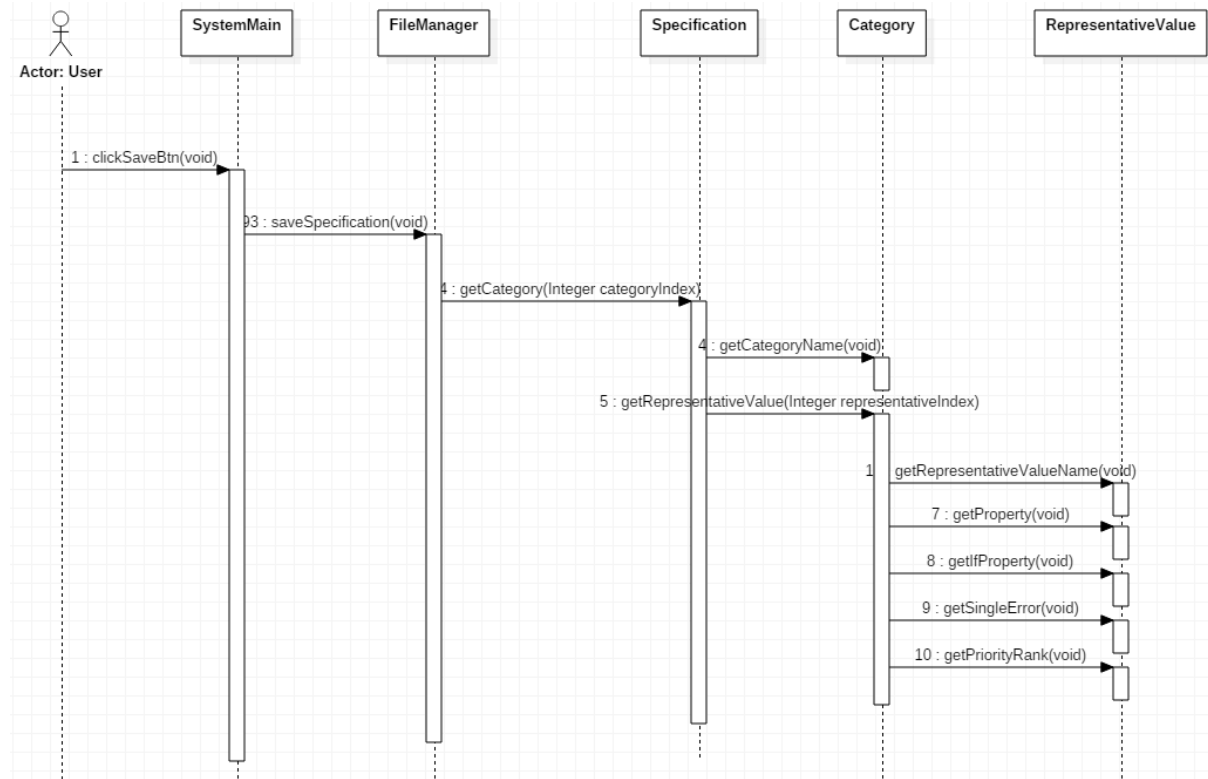 SystemMain
FileManager
Specification
Category
RepresentativeValue
Actor: User
1 : clickSaveBtn(void)
93 : saveSpecification(void)
4 : getCategory(Integer categoryIndex)
4 : getCategoryName(void)
5 : getRepresentativeValue(Integer representativeIndex)
1 getRepresentativeValueName(void)
7 : getProperty(void)
8 : getIfProperty(void)
9 : getSingleError(void)
10 : getPriorityRank(void)